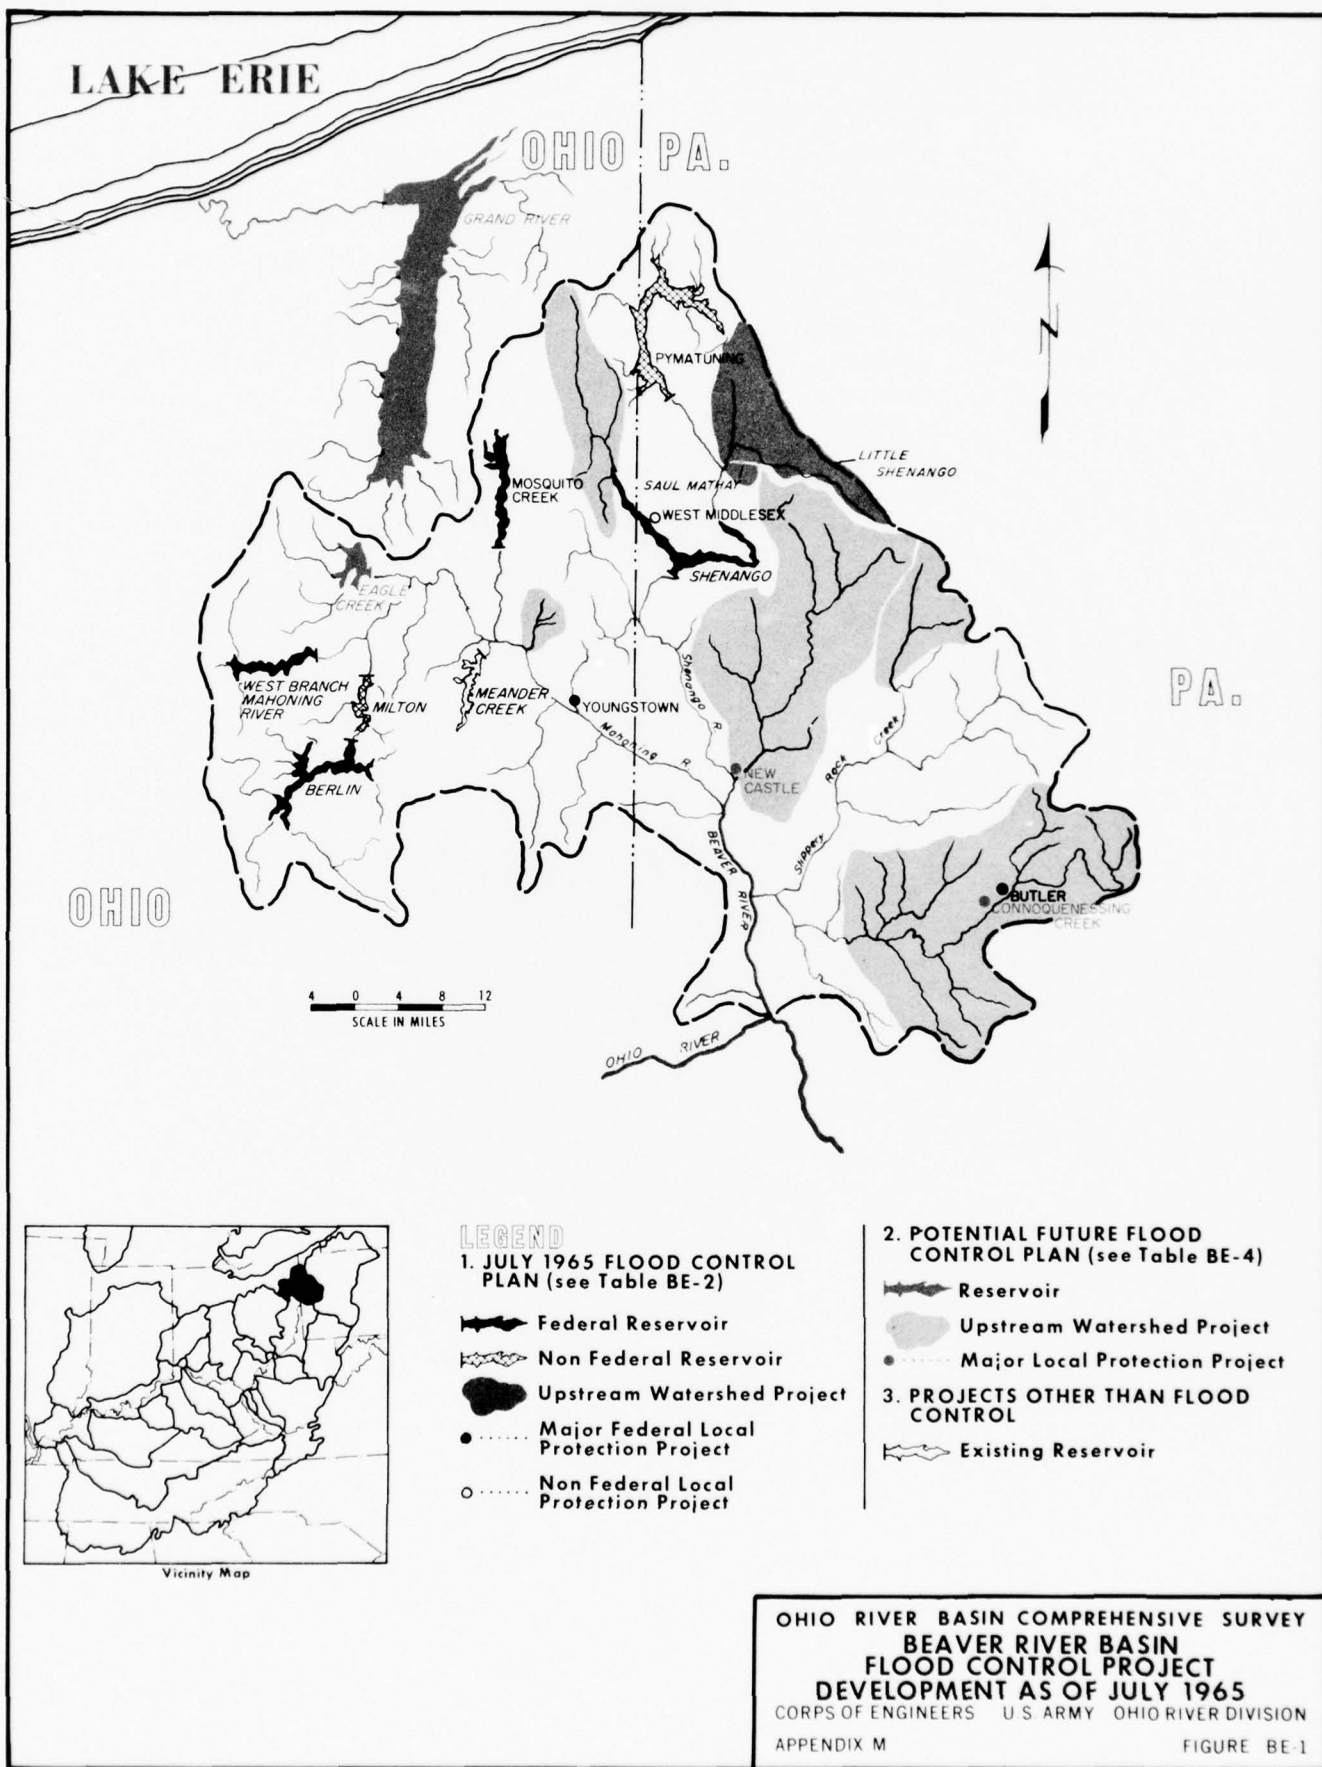 LAKE ERIE
OHIO PA.
GRAND RIVER
N
PYMATUNING
LITTLE
SHENANGO
MOSQUITO
CREEK
SAUL MATHAY
WEST MIDDLESEX
SHENANGO
EAGLE
CREEK
WEST BRANCH
MAHONING
RIVER
MILTON
MEANDER
CREEK
YOUNGSTOWN
Shenango R.
Mahoning R.
PA.
BERLIN
NEW
CASTLE
Slippery Rock Creek
BEAVER RIVER
OHIO
BUTLER
CONNOQUENESSING
CREEK
4 0 4 8 12
SCALE IN MILES
OHIO RIVER
LEGEND
1. JULY 1965 FLOOD CONTROL
PLAN (see Table BE-2)
Federal Reservoir
Non Federal Reservoir
Upstream Watershed Project
Major Federal Local
Protection Project
Non Federal Local
Protection Project
2. POTENTIAL FUTURE FLOOD
CONTROL PLAN (see Table BE-4)
Reservoir
Upstream Watershed Project
Major Local Protection Project
3. PROJECTS OTHER THAN FLOOD
CONTROL
Existing Reservoir
Vicinity Map
OHIO RIVER BASIN COMPREHENSIVE SURVEY
BEAVER RIVER BASIN
FLOOD CONTROL PROJECT
DEVELOPMENT AS OF JULY 1965
CORPS OF ENGINEERS U.S. ARMY OHIO RIVER DIVISION
APPENDIX M FIGURE BE-1